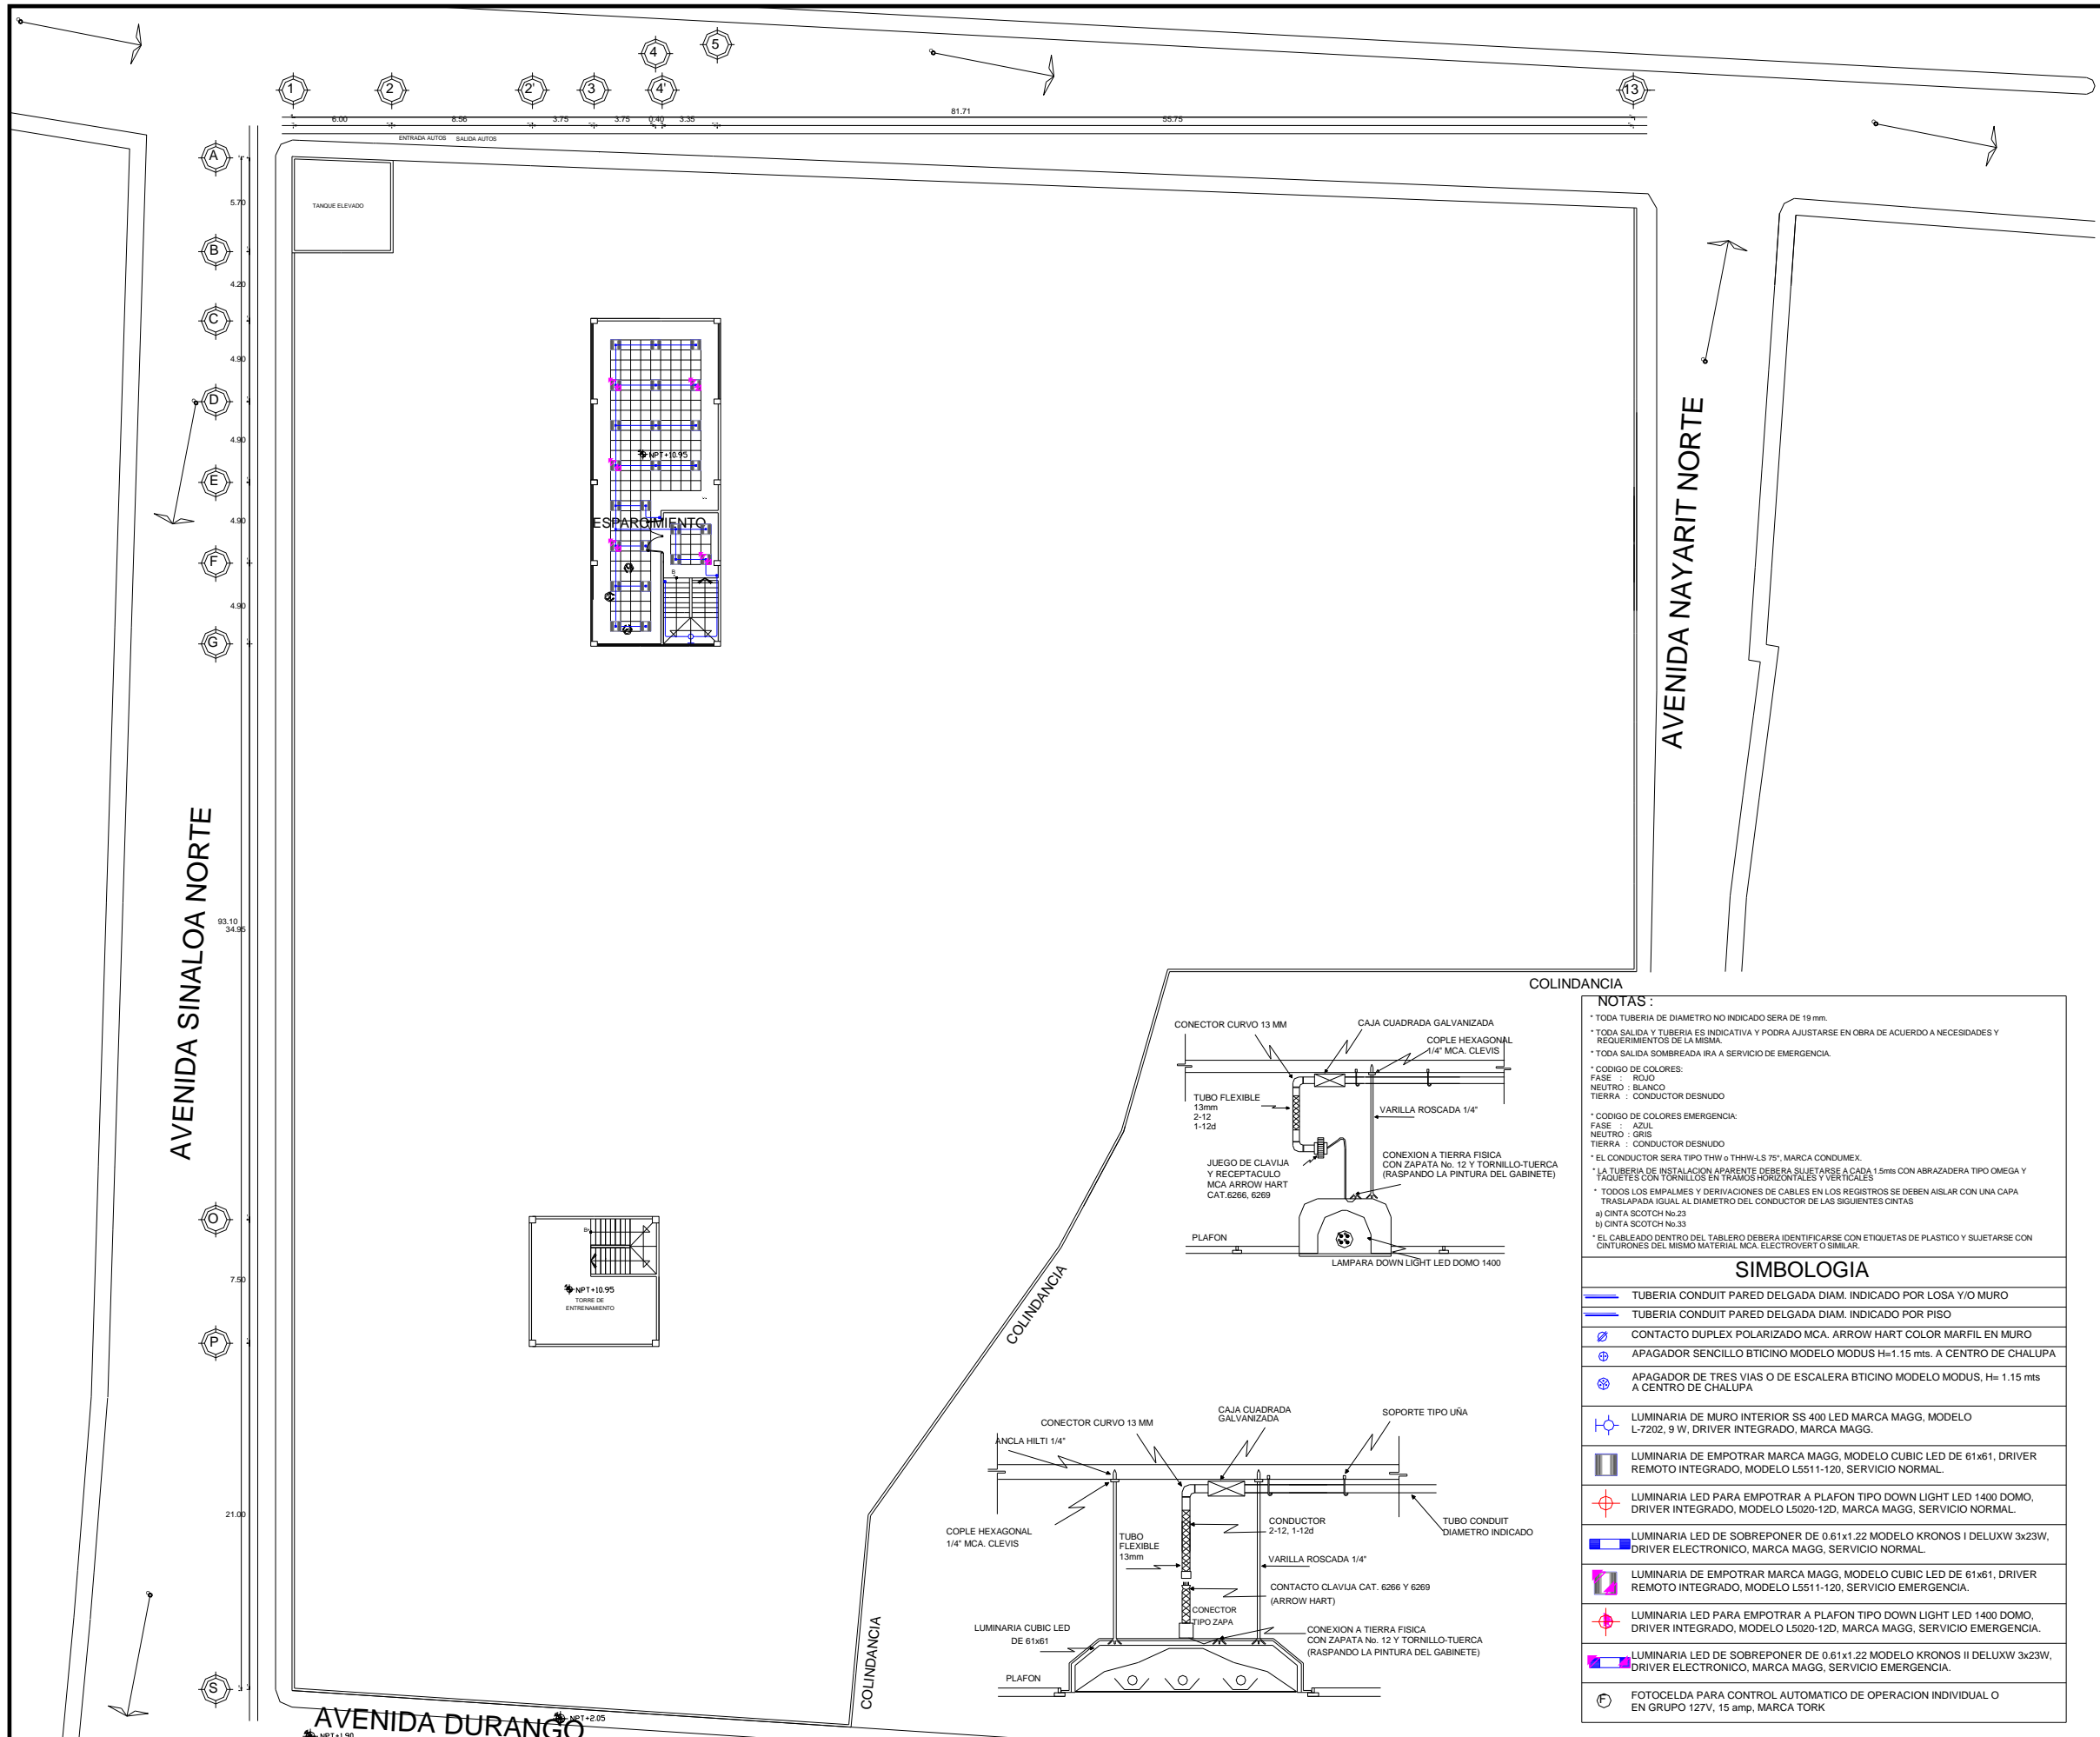 4
5
1
2
2'
3
4'
13
81.71
6.00
8.56
3.75
3.75
0.40
3.35
55.75
ENTRADA AUTOS
SALIDA AUTOS
A
5.70
TANQUE ELEVADO
B
4.20
C
4.90
D
4.90
NPT+10.95
E
4.90
ESPARCIMIENTO
F
B
4.90
G
AVENIDA NAYARIT NORTE
AVENIDA SINALOA NORTE
93.10
34.95
O
7.50
NPT+10.95
TORRE DE
ENTRENAMIENTO
P
21.00
S
AVENIDA DURANGO
NPT+2.05
NPT+1.90
COLINDANCIA
COLINDANCIA
COLINDANCIA
CONECTOR CURVO 13 MM
CAJA CUADRADA GALVANIZADA
COPLE HEXAGONAL
1/4" MCA. CLEVIS
TUBO FLEXIBLE
13mm
2-12
1-12d
VARILLA ROSCADA 1/4"
JUEGO DE CLAVIJA
Y RECEPTACULO
MCA ARROW HART
CAT.6266, 6269
CONEXION A TIERRA FISICA
CON ZAPATA No. 12 Y TORNILLO-TUERCA
(RASPANDO LA PINTURA DEL GABINETE)
PLAFON
LAMPARA DOWN LIGHT LED DOMO 1400
CONECTOR CURVO 13 MM
CAJA CUADRADA
GALVANIZADA
SOPORTE TIPO UÑA
ANCLA HILTI 1/4"
COPLE HEXAGONAL
1/4" MCA. CLEVIS
TUBO
FLEXIBLE
13mm
CONDUCTOR
2-12, 1-12d
TUBO CONDUIT
DIAMETRO INDICADO
VARILLA ROSCADA 1/4"
CONTACTO CLAVIJA CAT. 6266 Y 6269
(ARROW HART)
CONECTOR
TIPO ZAPA
LUMINARIA CUBIC LED
DE 61x61
CONEXION A TIERRA FISICA
CON ZAPATA No. 12 Y TORNILLO-TUERCA
(RASPANDO LA PINTURA DEL GABINETE)
PLAFON
NOTAS :
* TODA TUBERIA DE DIAMETRO NO INDICADO SERA DE 19 mm.
* TODA SALIDA Y TUBERIA ES INDICATIVA Y PODRA AJUSTARSE EN OBRA DE ACUERDO A NECESIDADES Y
REQUERIMIENTOS DE LA MISMA.
* TODA SALIDA SOMBREADA IRA A SERVICIO DE EMERGENCIA.
* CODIGO DE COLORES:
FASE : ROJO
NEUTRO : BLANCO
TIERRA : CONDUCTOR DESNUDO
* CODIGO DE COLORES EMERGENCIA:
FASE : AZUL
NEUTRO : GRIS
TIERRA : CONDUCTOR DESNUDO
* EL CONDUCTOR SERA TIPO THW o THHW-LS 75°, MARCA CONDUMEX.
* LA TUBERIA DE INSTALACION APARENTE DEBERA SUJETARSE A CADA 1.5mts CON ABRAZADERA TIPO OMEGA Y
TAQUETES CON TORNILLOS EN TRAMOS HORIZONTALES Y VERTICALES
* TODOS LOS EMPALMES Y DERIVACIONES DE CABLES EN LOS REGISTROS SE DEBEN AISLAR CON UNA CAPA
TRASLAPADA IGUAL AL DIAMETRO DEL CONDUCTOR DE LAS SIGUIENTES CINTAS
a) CINTA SCOTCH No.23
b) CINTA SCOTCH No.33
* EL CABLEADO DENTRO DEL TABLERO DEBERA IDENTIFICARSE CON ETIQUETAS DE PLASTICO Y SUJETARSE CON
CINTURONES DEL MISMO MATERIAL MCA. ELECTROVERT O SIMILAR.
SIMBOLOGIA
TUBERIA CONDUIT PARED DELGADA DIAM. INDICADO POR LOSA Y/O MURO
TUBERIA CONDUIT PARED DELGADA DIAM. INDICADO POR PISO
CONTACTO DUPLEX POLARIZADO MCA. ARROW HART COLOR MARFIL EN MURO
APAGADOR SENCILLO BTICINO MODELO MODUS H=1.15 mts. A CENTRO DE CHALUPA
APAGADOR DE TRES VIAS O DE ESCALERA BTICINO MODELO MODUS, H= 1.15 mts
A CENTRO DE CHALUPA
LUMINARIA DE MURO INTERIOR SS 400 LED MARCA MAGG, MODELO
L-7202, 9 W, DRIVER INTEGRADO, MARCA MAGG.
LUMINARIA DE EMPOTRAR MARCA MAGG, MODELO CUBIC LED DE 61x61, DRIVER
REMOTO INTEGRADO, MODELO L5511-120, SERVICIO NORMAL.
LUMINARIA LED PARA EMPOTRAR A PLAFON TIPO DOWN LIGHT LED 1400 DOMO,
DRIVER INTEGRADO, MODELO L5020-12D, MARCA MAGG, SERVICIO NORMAL.
LUMINARIA LED DE SOBREPONER DE 0.61x1.22 MODELO KRONOS I DELUXW 3x23W,
DRIVER ELECTRONICO, MARCA MAGG, SERVICIO NORMAL.
LUMINARIA DE EMPOTRAR MARCA MAGG, MODELO CUBIC LED DE 61x61, DRIVER
REMOTO INTEGRADO, MODELO L5511-120, SERVICIO EMERGENCIA.
LUMINARIA LED PARA EMPOTRAR A PLAFON TIPO DOWN LIGHT LED 1400 DOMO,
DRIVER INTEGRADO, MODELO L5020-12D, MARCA MAGG, SERVICIO EMERGENCIA.
LUMINARIA LED DE SOBREPONER DE 0.61x1.22 MODELO KRONOS II DELUXW 3x23W,
DRIVER ELECTRONICO, MARCA MAGG, SERVICIO EMERGENCIA.
F
FOTOCELDA PARA CONTROL AUTOMATICO DE OPERACION INDIVIDUAL O
EN GRUPO 127V, 15 amp, MARCA TORK